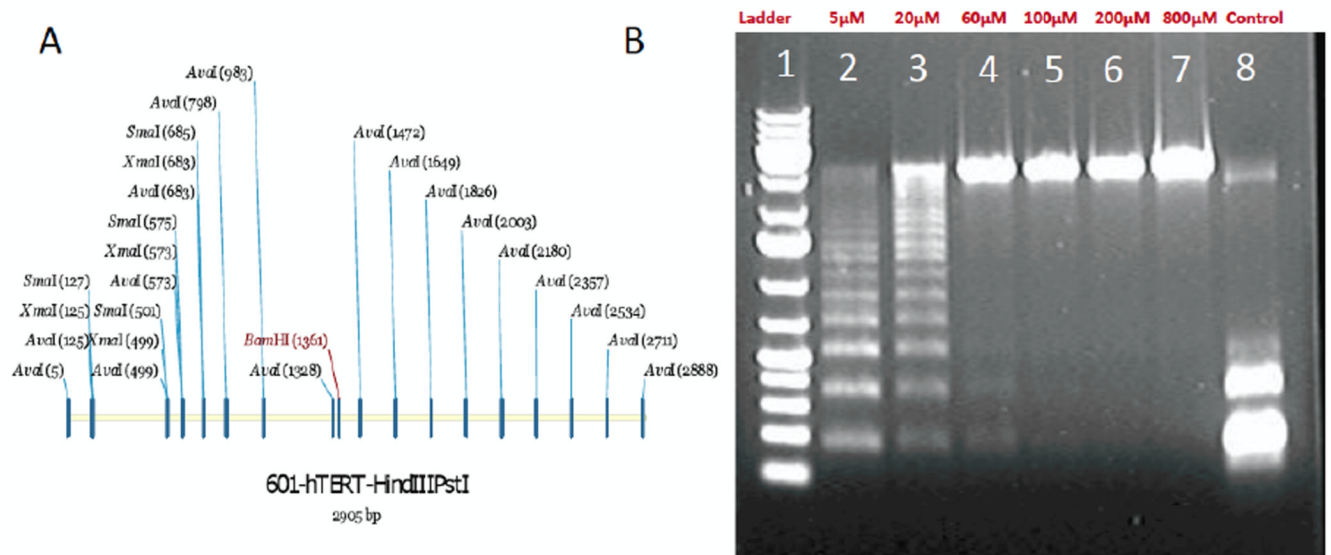 A
B
AvaI (983)
AvaI (798)
SmaI (685)
AvaI (1472)
XmaI (683)
AvaI (1649)
AvaI (683)
AvaI (1826)
SmaI (575)
AvaI (2003)
XmaI (573)
AvaI (2180)
SmaI (127)
AvaI (573)
AvaI (2357)
XmaI (125)
SmaI (501)
AvaI (2534)
AvaI (125)
XmaI (499)
BamHI (1361)
AvaI (2711)
AvaI (5)
AvaI (499)
AvaI (1328)
AvaI (2888)
601-hTERT-HindIIIPstI
2905 bp
Ladder 5µM 20µM 60µM 100µM 200µM 800µM Control
1 2 3 4 5 6 7 8